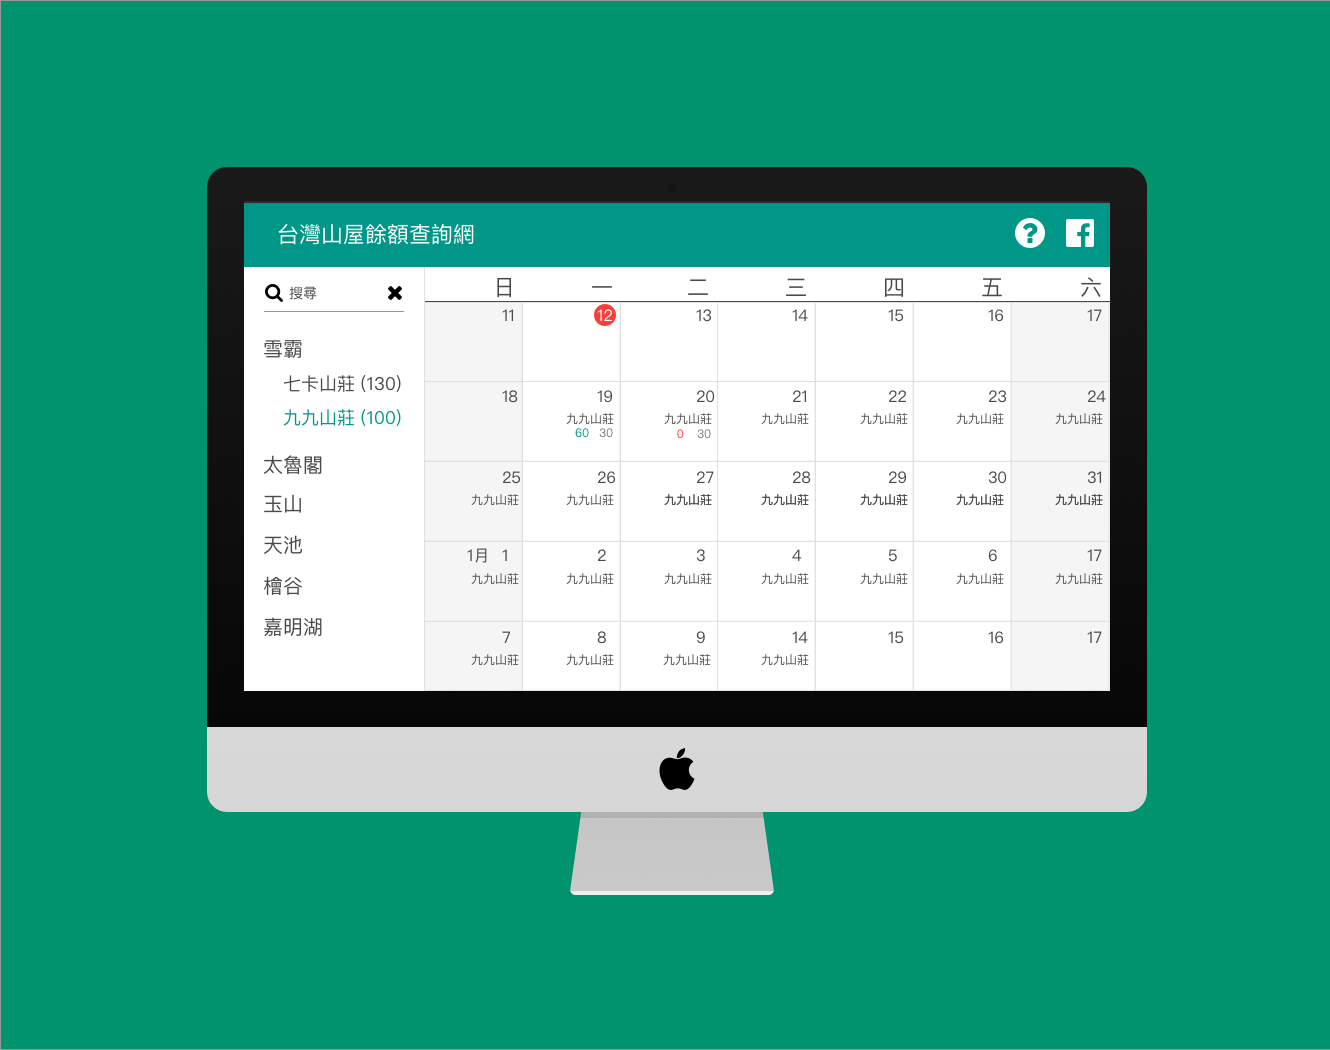 台灣山屋餘額查詢網
搜尋
雪霸
七卡山莊 (130)
九九山莊 (100)
太魯閣
玉山
天池
檜谷
嘉明湖
日 一 二 三 四 五 六
11 12 13 14 15 16 17
18 19 20 21 22 23 24
九九山莊 九九山莊 九九山莊 九九山莊 九九山莊 九九山莊
60 30 0 30
25 26 27 28 29 30 31
九九山莊 九九山莊 九九山莊 九九山莊 九九山莊 九九山莊 九九山莊
1月 1 2 3 4 5 6 17
九九山莊 九九山莊 九九山莊 九九山莊 九九山莊 九九山莊 九九山莊
7 8 9 14 15 16 17
九九山莊 九九山莊 九九山莊 九九山莊